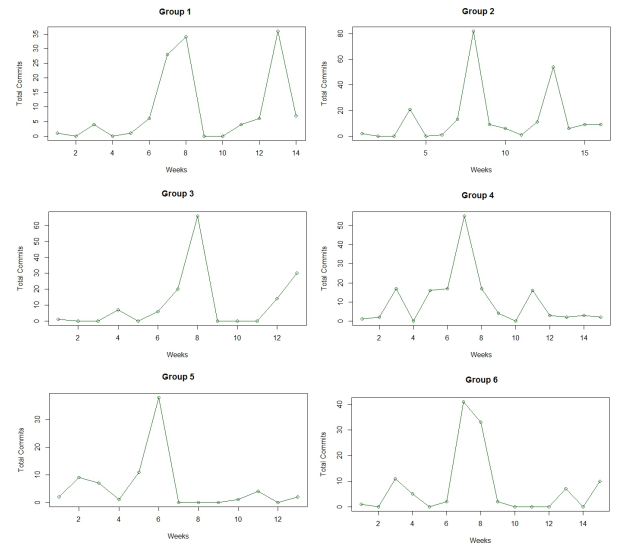 Group 1
Total Commits
0 5 10 15 20 25 30 35
2 4 6 8 10 12 14
Weeks
Group 2
Total Commits
0 20 40 60 80
5 10 15
Weeks
Group 3
Total Commits
0 10 20 30 40 50 60
2 4 6 8 10 12
Weeks
Group 4
Total Commits
0 10 20 30 40 50
2 4 6 8 10 12 14
Weeks
Group 5
Total Commits
0 10 20 30
2 4 6 8 10 12
Weeks
Group 6
Total Commits
0 10 20 30 40
2 4 6 8 10 12 14
Weeks